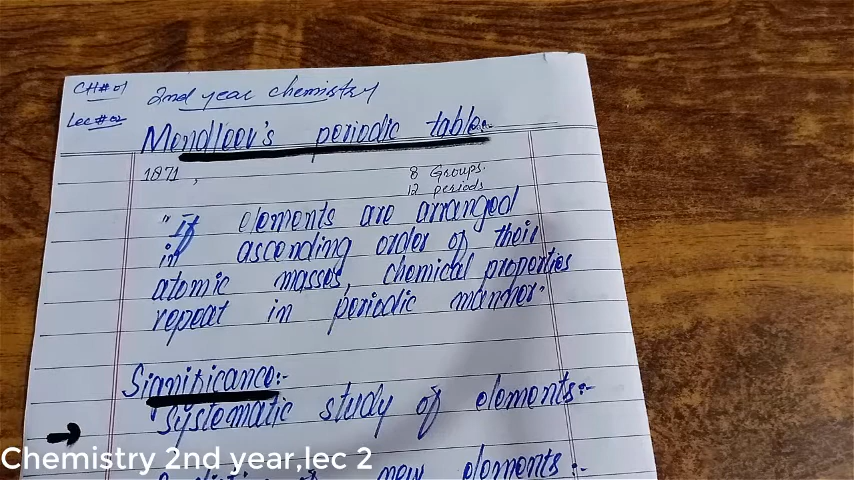 CH#01
2nd year chemistry
Lec#02
Mendleev's periodic table.
1871,
8 Groups.
12 periods
"if elements are arranged
in ascending order of their
atomic masses, chemical properties
repeat in periodic manner.
Significance:-
Systematic study of elements:-
new elements:-
Chemistry 2nd year,lec 2